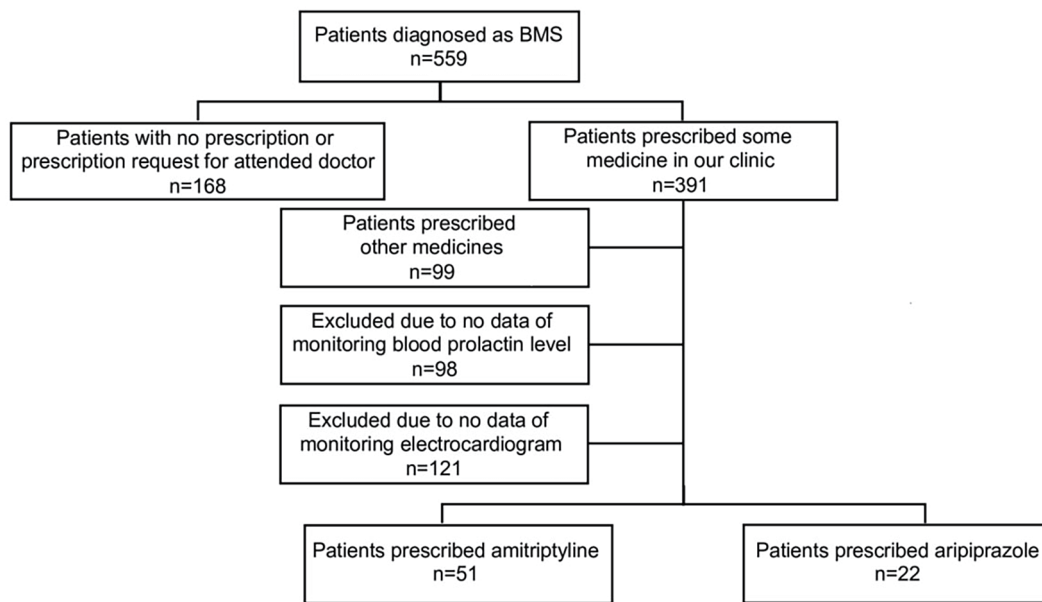 Patients diagnosed as BMS
n=559
Patients with no prescription or
prescription request for attended doctor
n=168
Patients prescribed some
medicine in our clinic
n=391
Patients prescribed
other medicines
n=99
Excluded due to no data of
monitoring blood prolactin level
n=98
Excluded due to no data of
monitoring electrocardiogram
n=121
Patients prescribed amitriptyline
n=51
Patients prescribed aripiprazole
n=22